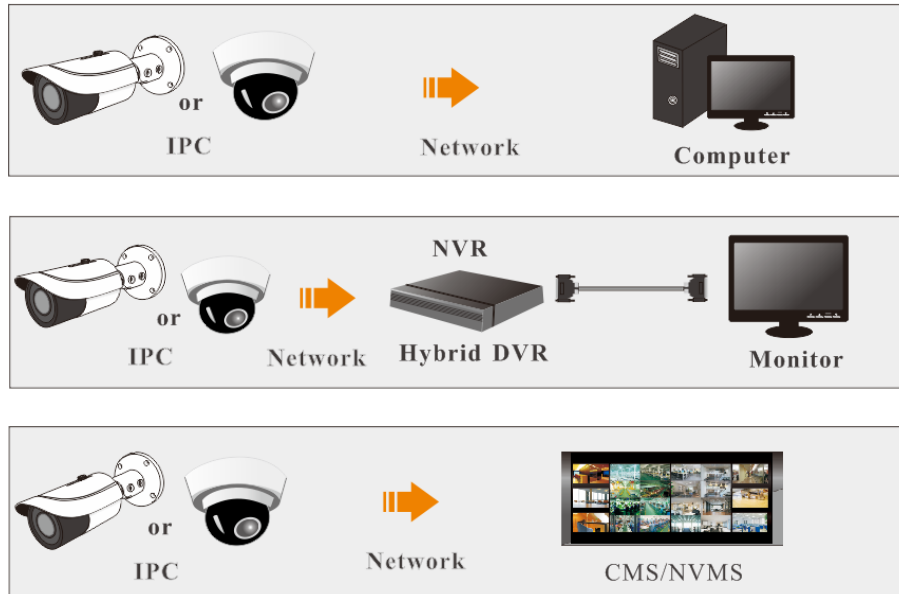 or
IPC
Network
Computer
NVR
or
IPC
Network
Hybrid DVR
Monitor
or
IPC
Network
CMS/NVMS